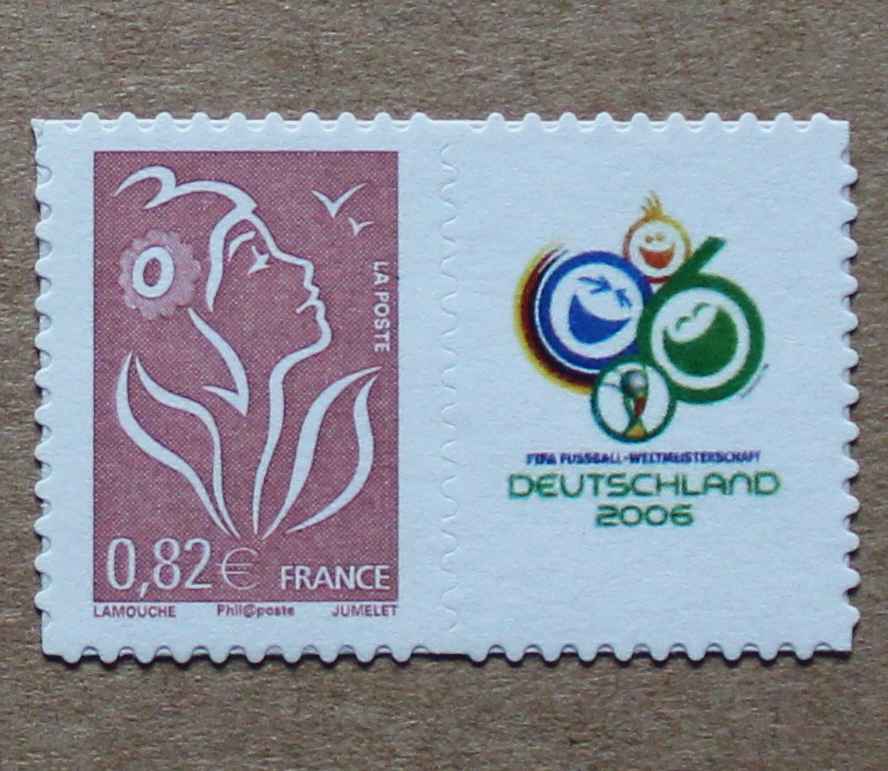 LA POSTE
0,82€ FRANCE
LAMOUCHE Phil@poste JUMELET
FIFA FUSSBALL-WELTMEISTERSCHAFT
DEUTSCHLAND
2006